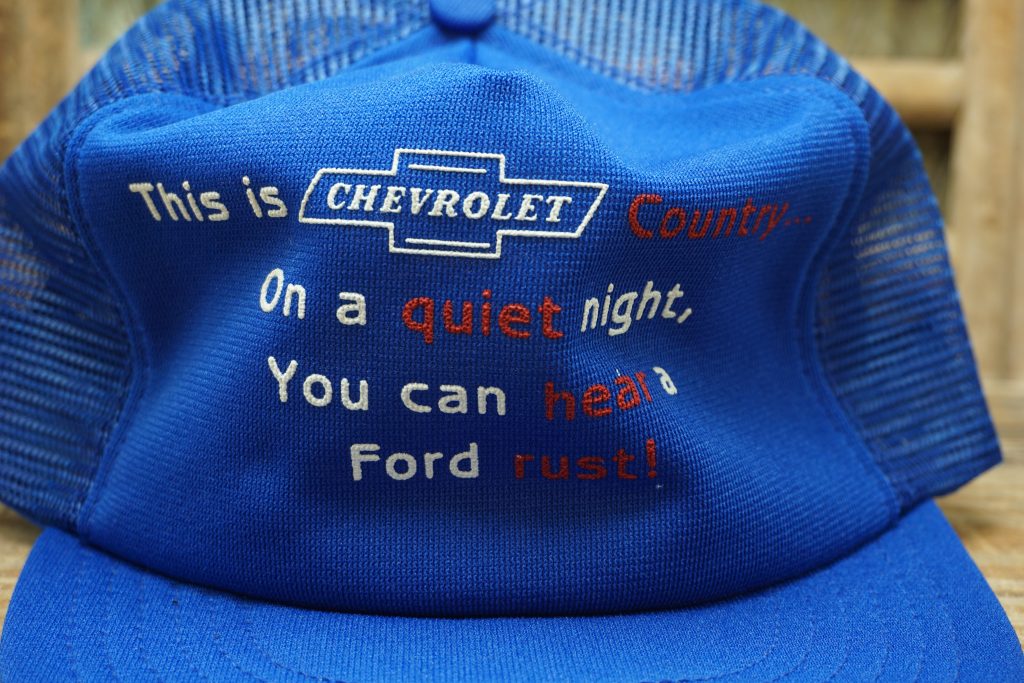 This is CHEVROLET Country...
On a quiet night,
You can hear a
Ford rust!